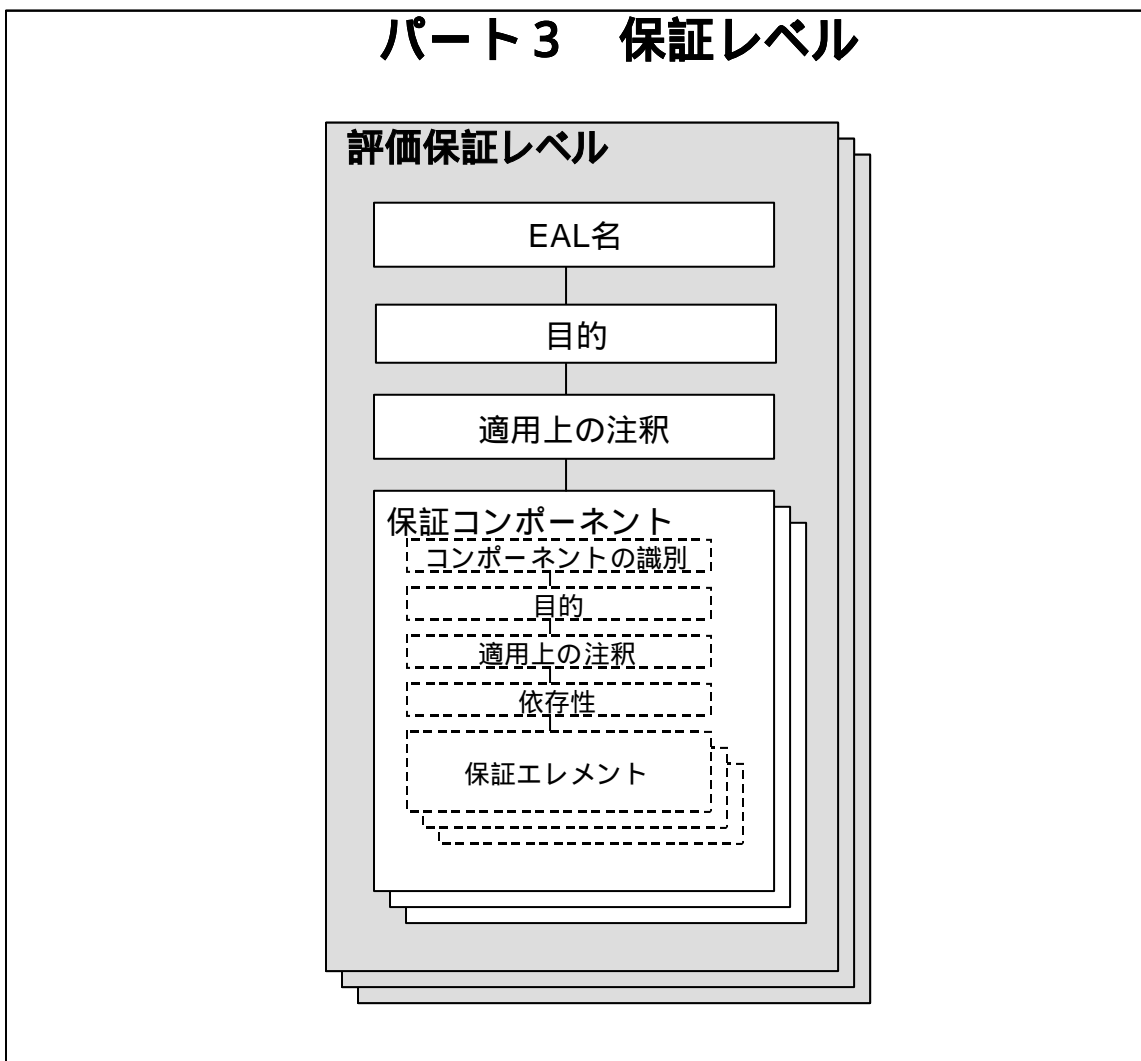 パート３　保証レベル
評価保証レベル
EAL名
目的
適用上の注釈
保証コンポーネント
コンポーネントの識別
目的
適用上の注釈
依存性
保証エレメント